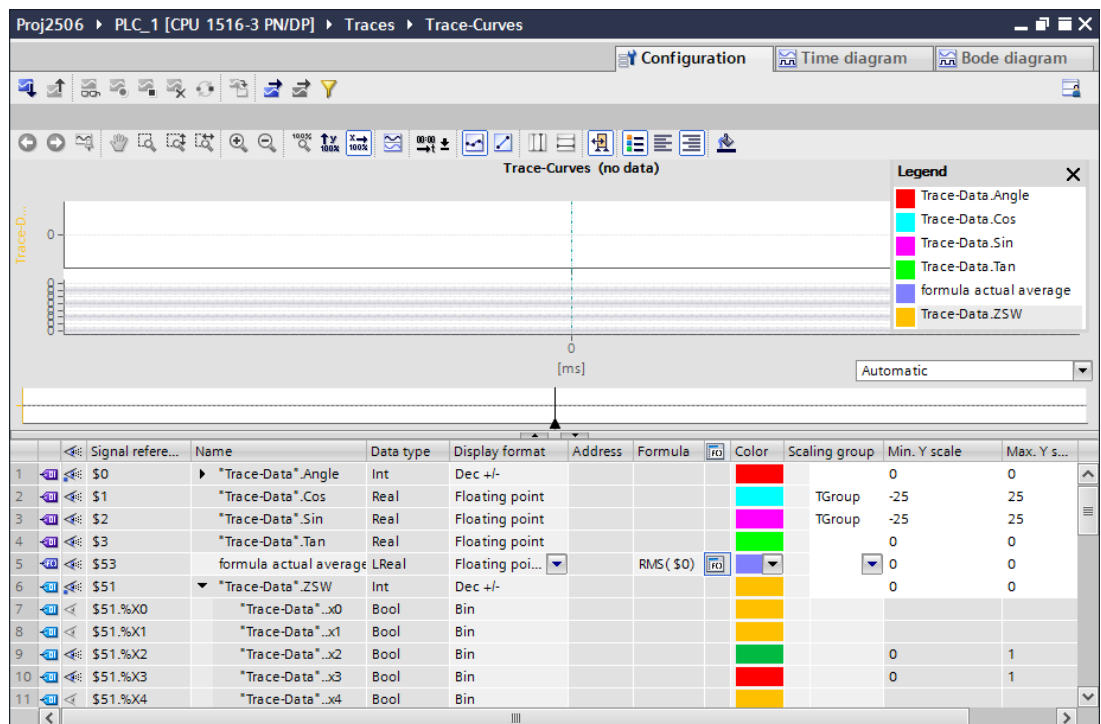 Proj2506 ▸ PLC_1 [CPU 1516-3 PN/DP] ▸ Traces ▸ Trace-Curves
Configuration Time diagram Bode diagram
Trace-Curves (no data)
Legend
Trace-Data.Angle
Trace-Data.Cos
Trace-Data.Sin
Trace-Data.Tan
formula actual average
Trace-Data.ZSW
Trace-D...
0
0
[ms]
Automatic
Signal refere... Name Data type Display format Address Formula Color Scaling group Min. Y scale Max. Y s...
1 $0 "Trace-Data".Angle Int Dec +/- 0 0
2 $1 "Trace-Data".Cos Real Floating point TGroup -25 25
3 $2 "Trace-Data".Sin Real Floating point TGroup -25 25
4 $3 "Trace-Data".Tan Real Floating point 0 0
5 $53 formula actual average LReal Floating poi... RMS( $0) 0 0
6 $51 "Trace-Data".ZSW Int Dec +/- 0 0
7 $51.%X0 "Trace-Data"..x0 Bool Bin
8 $51.%X1 "Trace-Data"..x1 Bool Bin
9 $51.%X2 "Trace-Data"..x2 Bool Bin 0 1
10 $51.%X3 "Trace-Data"..x3 Bool Bin 0 1
11 $51.%X4 "Trace-Data"..x4 Bool Bin